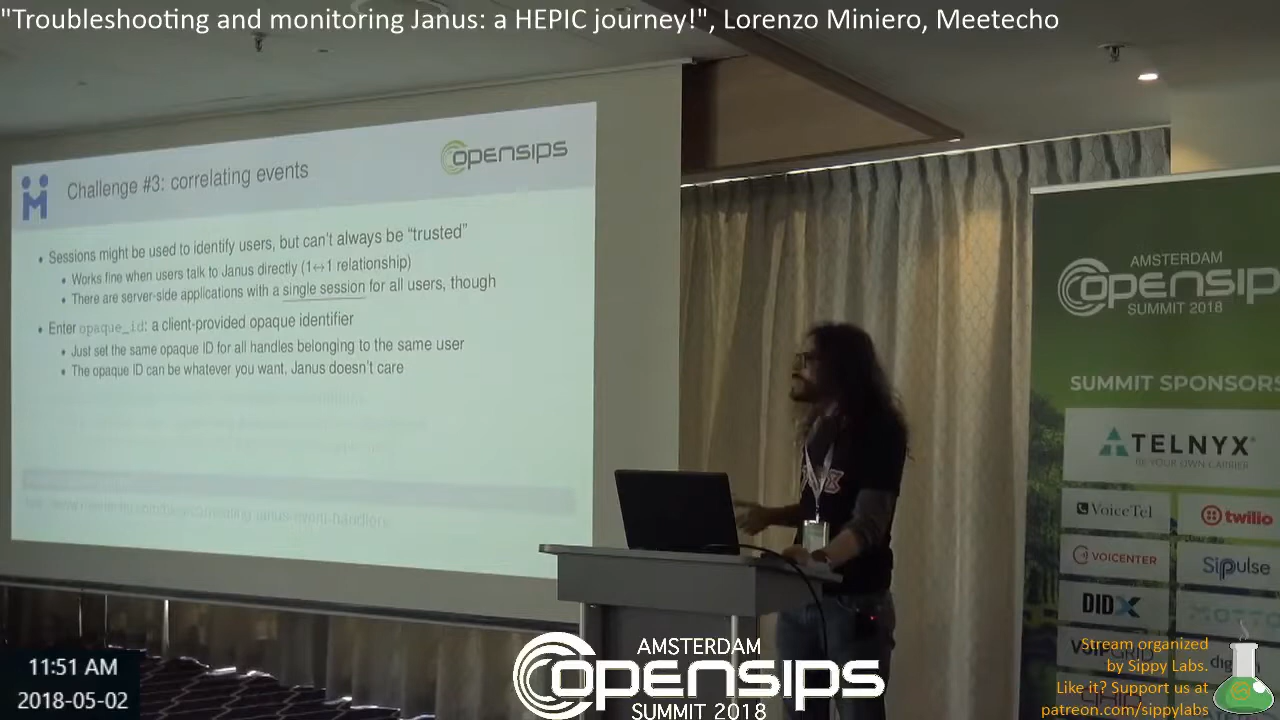 "Troubleshooting and monitoring Janus: a HEPIC journey!", Lorenzo Miniero, Meetecho
Challenge #3: correlating events
opensips
• Sessions might be used to identify users, but can't always be "trusted"
• Works fine when users talk to Janus directly (1↔1 relationship)
• There are server-side applications with a single session for all users, though
• Enter opaque_id: a client-provided opaque identifier
• Just set the same opaque ID for all handles belonging to the same user
• The opaque ID can be whatever you want, Janus doesn't care
AMSTERDAM
opensip
SUMMIT 2018
SUMMIT SPONSORS
TELNYX
BE YOUR OWN CARRIER
VoiceTel
twilio
VOICENTER
Sipulse
DIDX
VOIPGRID
Stream organized
by Sippy Labs.
Like it? Support us at
patreon.com/sippylabs
11:51 AM
2018-05-02
AMSTERDAM
opensips
SUMMIT 2018